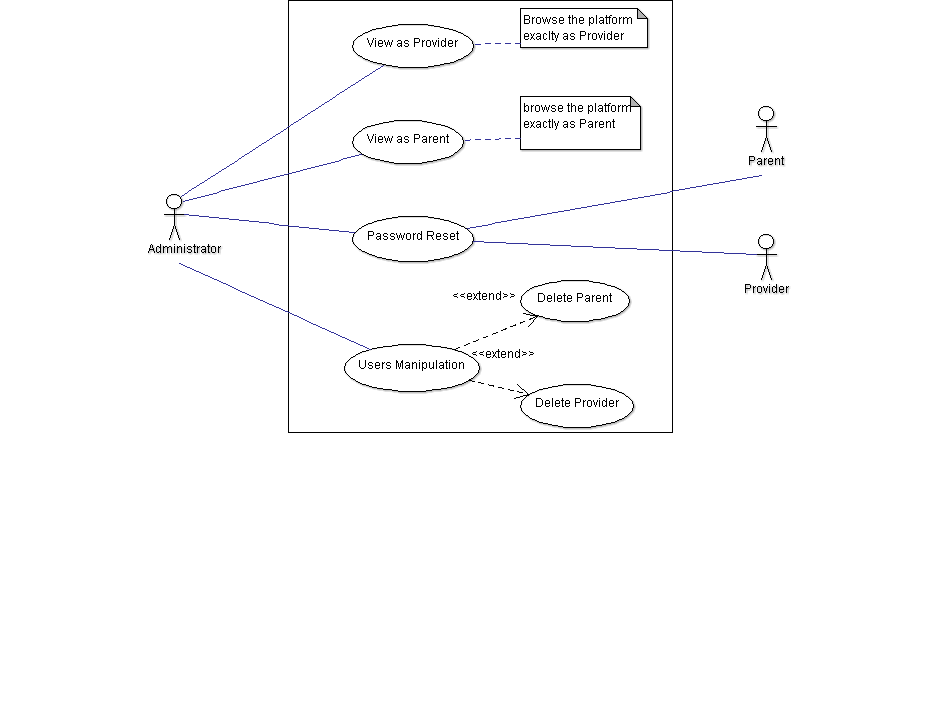 View as Provider
Browse the platform
exaclty as Provider
View as Parent
browse the platform
exactly as Parent
Parent
Administrator
Password Reset
Provider
<<extend>>
Delete Parent
<<extend>>
Users Manipulation
Delete Provider